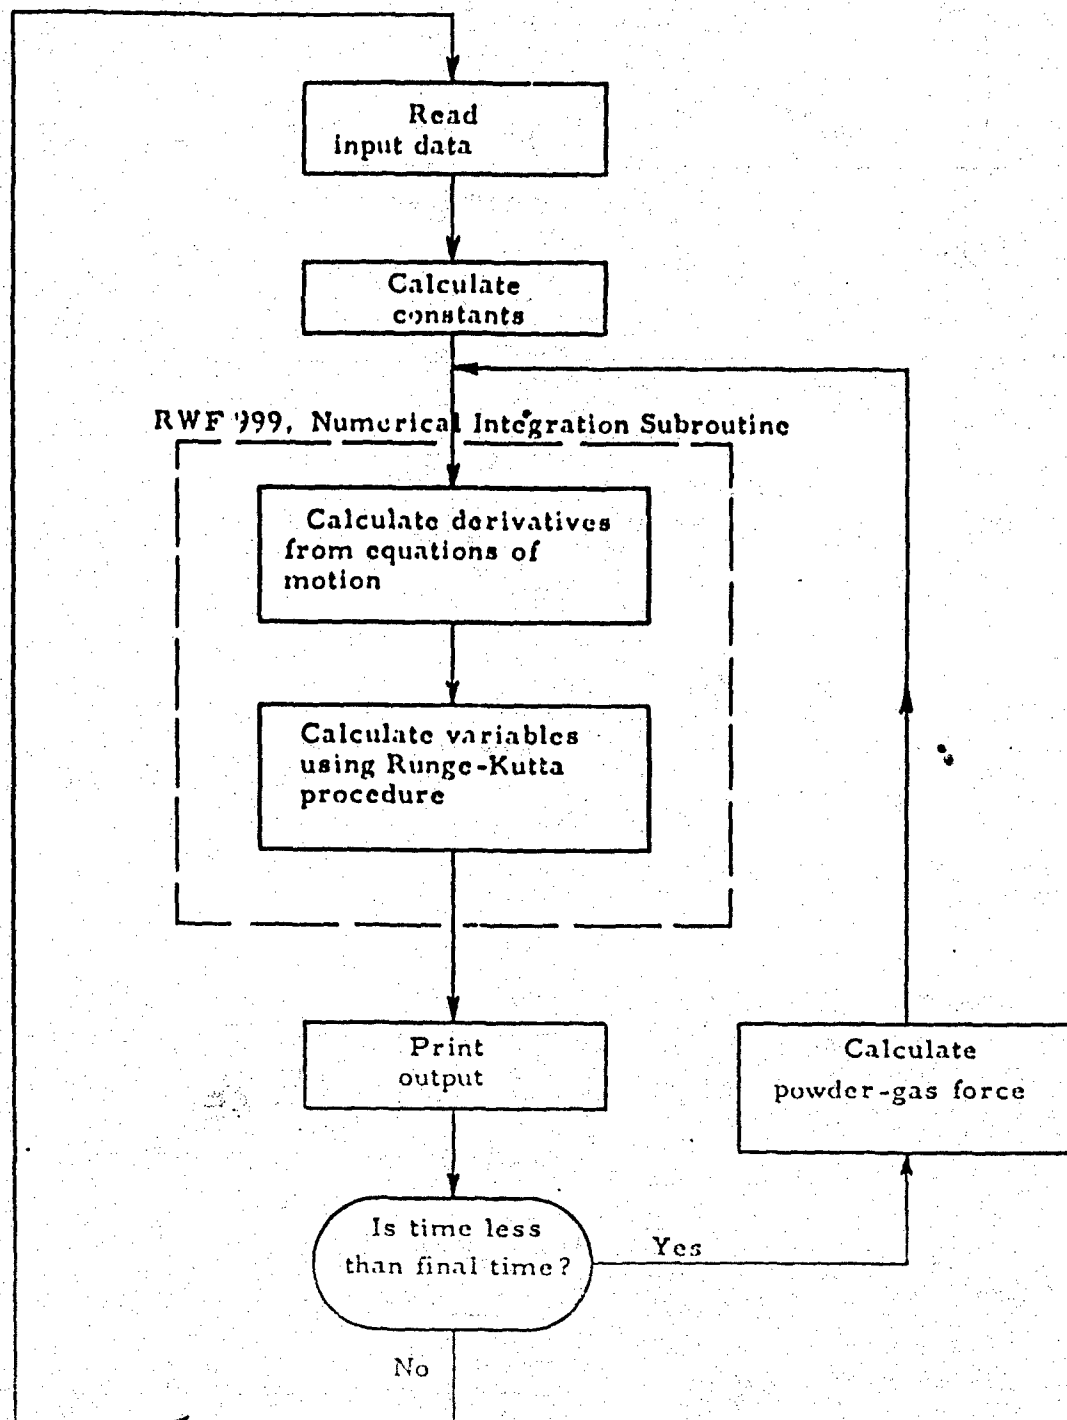 Read
input data
Calculate
constants
RWF 999, Numerical Integration Subroutine
Calculate derivatives
from equations of
motion
Calculate variables
using Runge-Kutta
procedure
Print
output
Calculate
powder-gas force
Is time less
than final time?
Yes
No